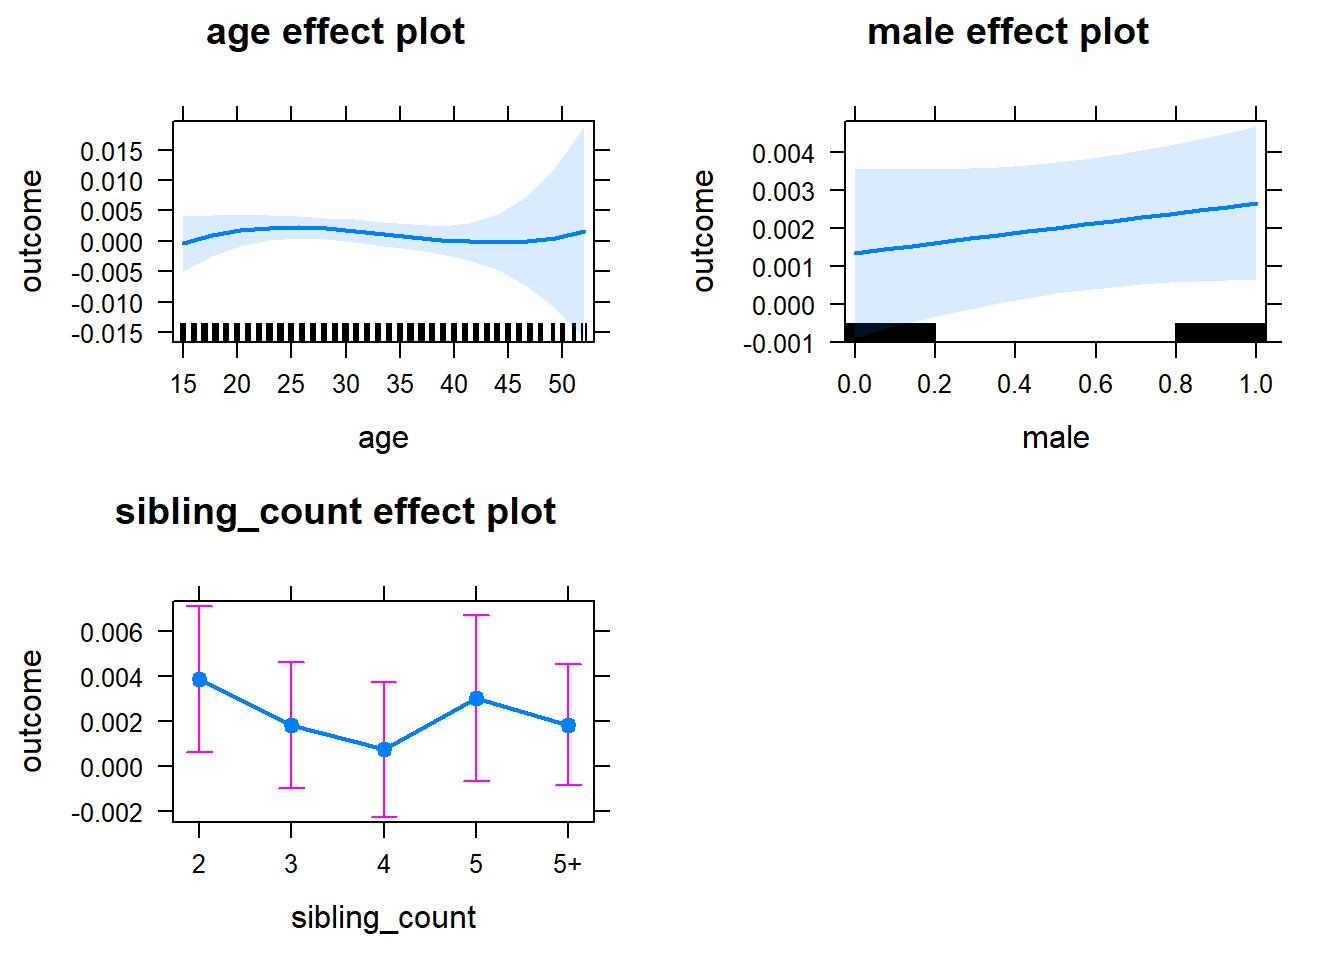 age effect plot
outcome
0.015
0.010
0.005
0.000
-0.005
-0.010
-0.015
15 20 25 30 35 40 45 50
age
male effect plot
outcome
0.004
0.003
0.002
0.001
0.000
-0.001
0.0 0.2 0.4 0.6 0.8 1.0
male
sibling_count effect plot
outcome
0.006
0.004
0.002
0.000
-0.002
2 3 4 5 5+
sibling_count